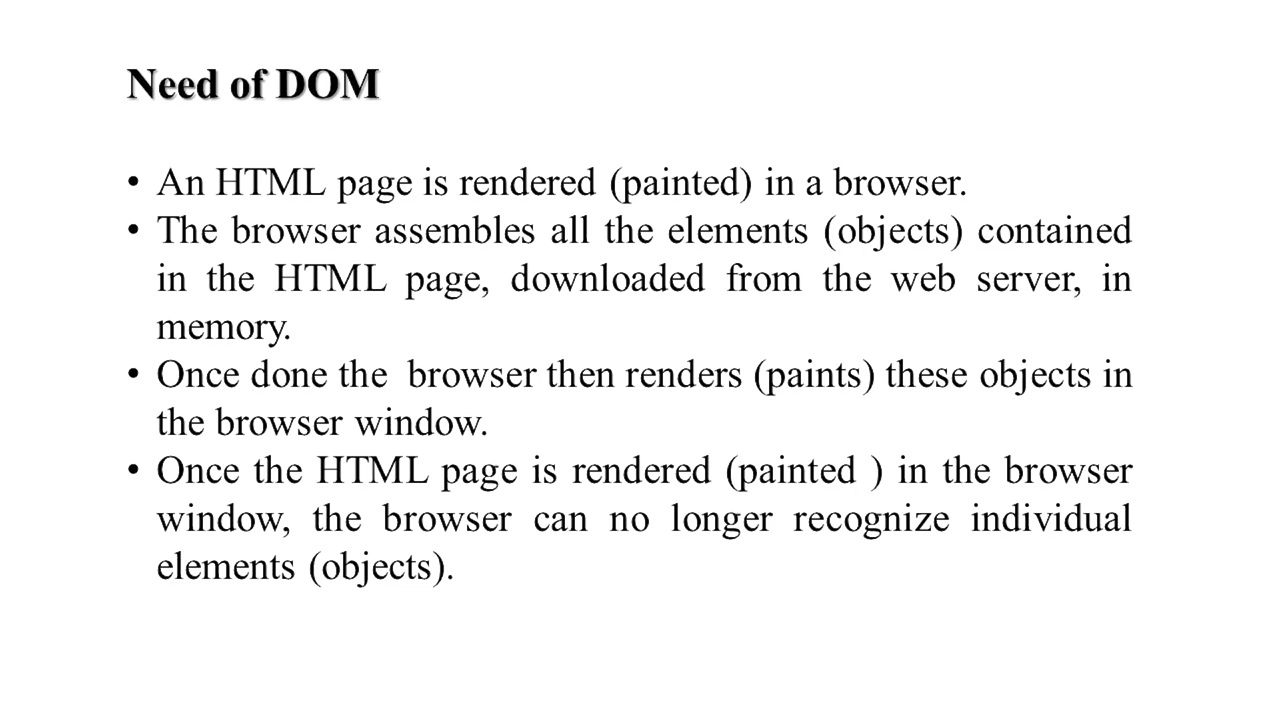 Need of DOM
• An HTML page is rendered (painted) in a browser.
• The browser assembles all the elements (objects) contained
in the HTML page, downloaded from the web server, in
memory.
• Once done the  browser then renders (paints) these objects in
the browser window.
• Once the HTML page is rendered (painted ) in the browser
window, the browser can no longer recognize individual
elements (objects).